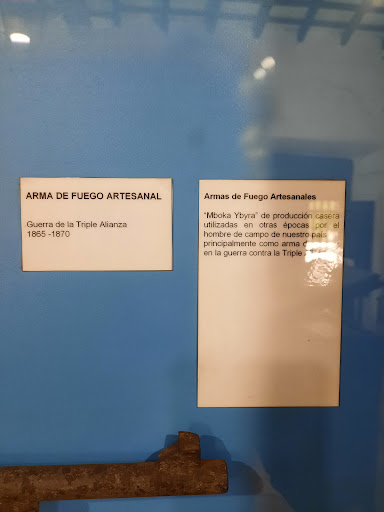 ARMA DE FUEGO ARTESANAL
Guerra de la Triple Alianza
1865 -1870
Armas de Fuego Artesanales
"Mboka Ybyra" de producción casera
utilizadas en otras épocas por el
hombre de campo de nuestro país
principalmente como arma
en la guerra contra la Triple